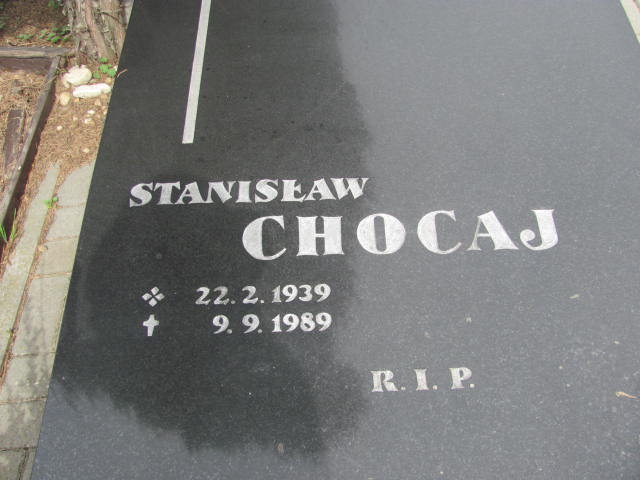 STANISŁAW
CHOCAJ
22. 2. 1939
9. 9. 1989
R. I. P.